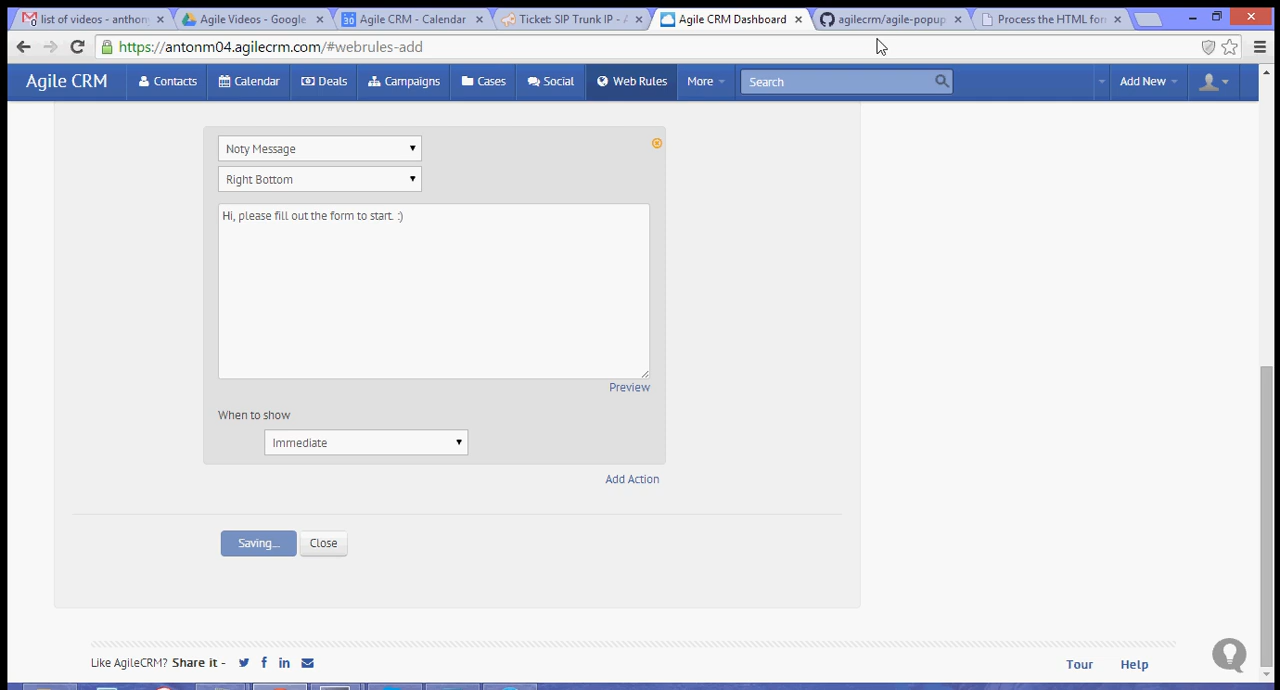 list of videos - anthom
Agile Videos - Google
30 Agile CRM - Calendar
Ticket: SIP Trunk IP - A
Agile CRM Dashboard
agilecrm/agile-popup
Process the HTML for
https://antonm04.agilecrm.com/#webrules-add
Agile CRM Contacts Calendar Deals Campaigns Cases Social Web Rules More Search Add New
Noty Message
Right Bottom
Hi, please fill out the form to start. :)
Preview
When to show
Immediate
Add Action
Saving... Close
Like AgileCRM? Share it -
Tour Help